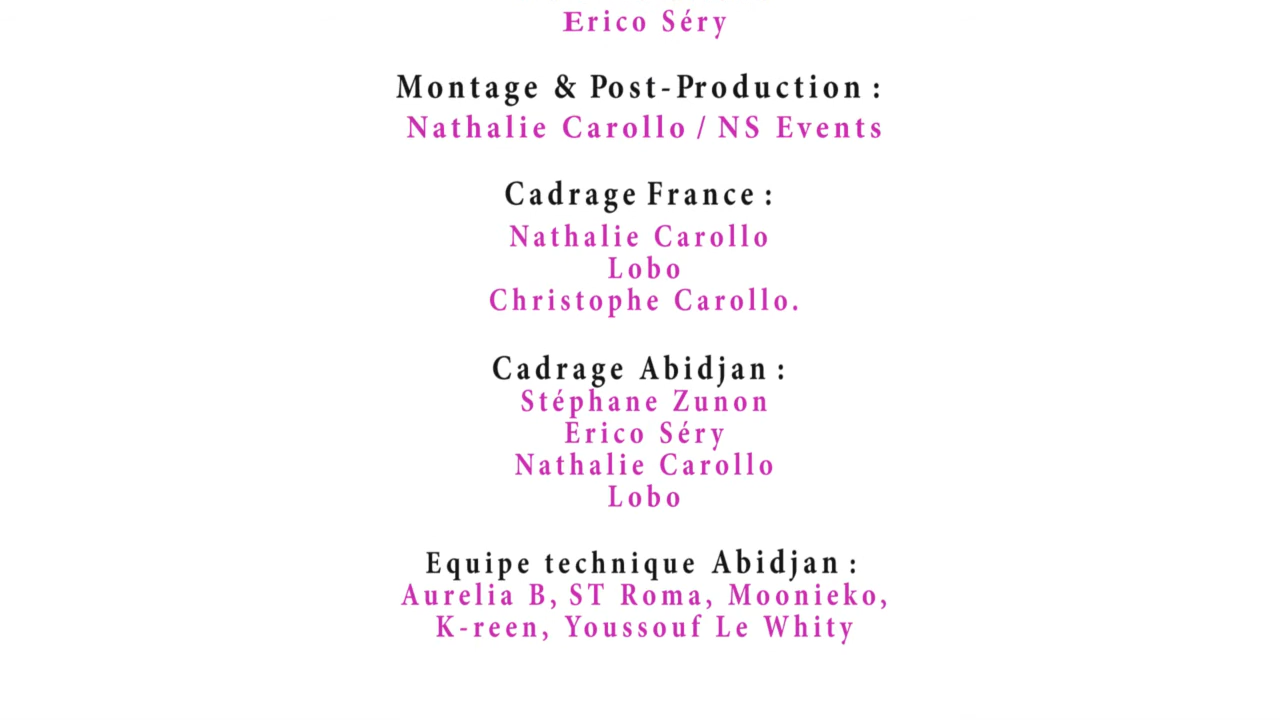 Erico Séry
Montage & Post-Production :
Nathalie Carollo / NS Events
Cadrage France :
Nathalie Carollo
Lobo
Christophe Carollo.
Cadrage Abidjan :
Stéphane Zunon
Erico Séry
Nathalie Carollo
Lobo
Equipe technique Abidjan :
Aurelia B, ST Roma, Moonieko,
K-reen, Youssouf Le Whity